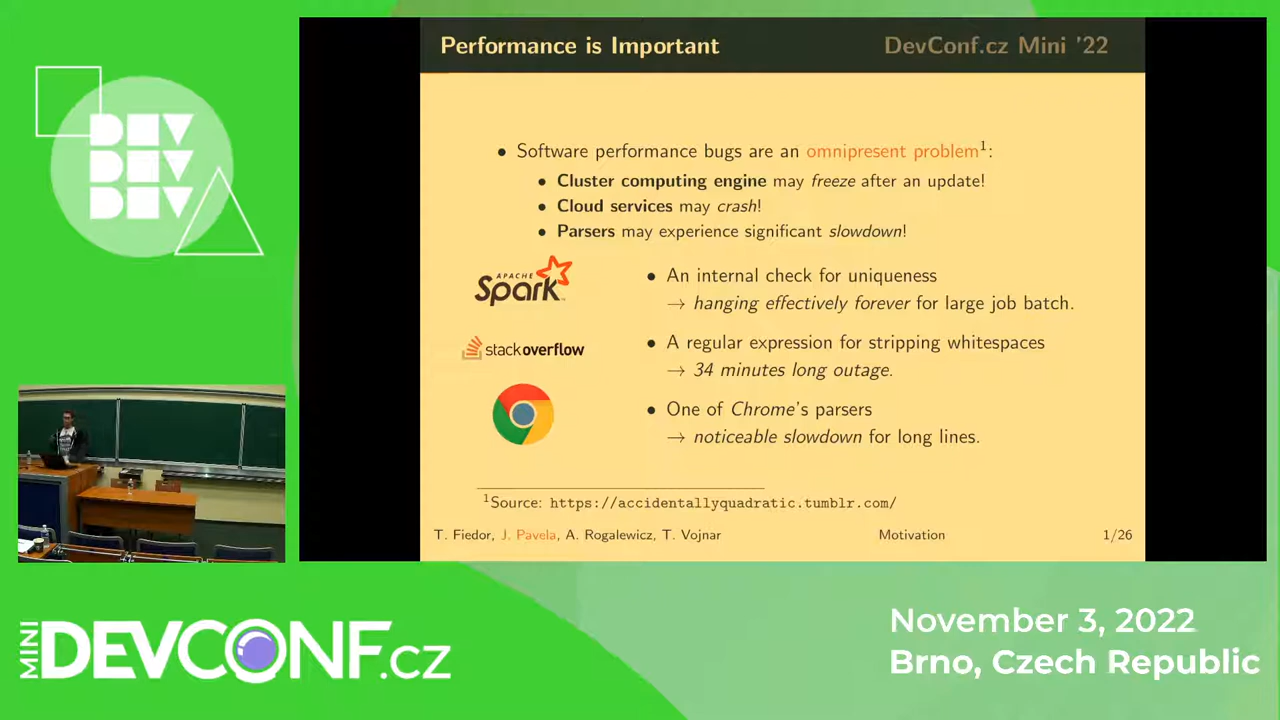 DEV
DEV
DEV
Performance is Important
DevConf.cz Mini '22
• Software performance bugs are an omnipresent problem¹:
• Cluster computing engine may freeze after an update!
• Cloud services may crash!
• Parsers may experience significant slowdown!
APACHE
Spark™
• An internal check for uniqueness
→ hanging effectively forever for large job batch.
stackoverflow
• A regular expression for stripping whitespaces
→ 34 minutes long outage.
• One of Chrome's parsers
→ noticeable slowdown for long lines.
¹Source: https://accidentallyquadratic.tumblr.com/
T. Fiedor, J. Pavela, A. Rogalewicz, T. Vojnar
Motivation
1/26
MINI
DEVCONF.cz
November 3, 2022
Brno, Czech Republic